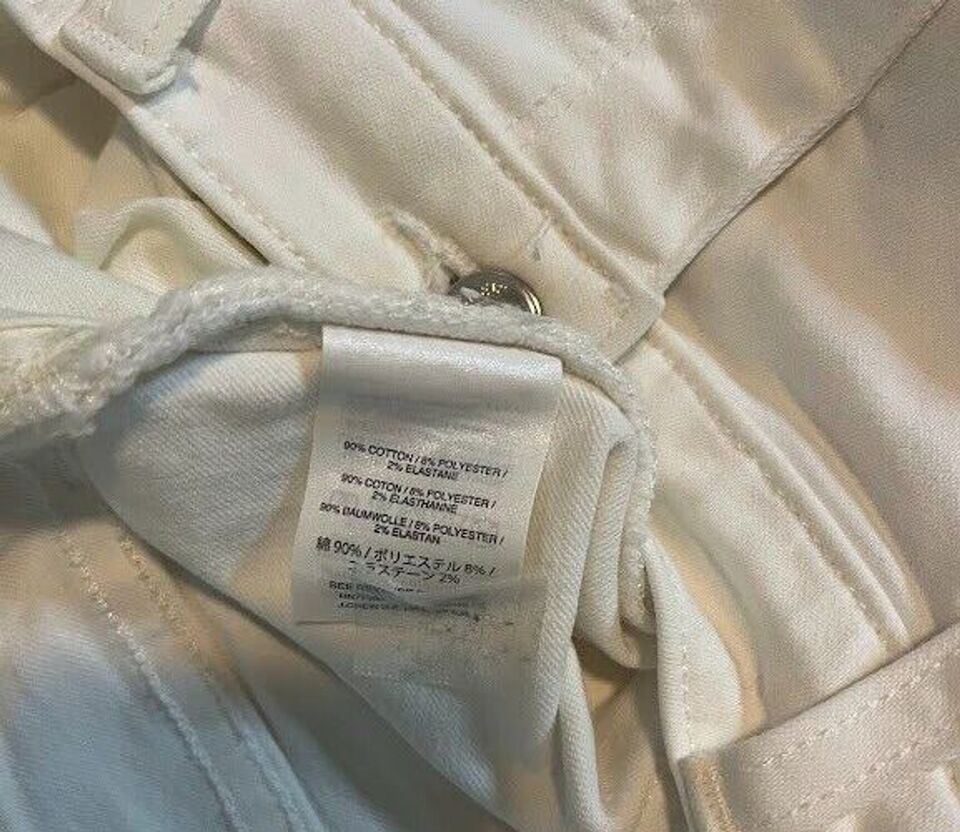 90% COTTON / 8% POLYESTER /
2% ELASTANE
90% COTON / 8% POLYESTER /
2% ELASTHANNE
90% BAUMWOLLE / 8% POLYESTER /
2% ELASTAN
綿 90% / ポリエステル 8% /
ラステーン 2%
SEE